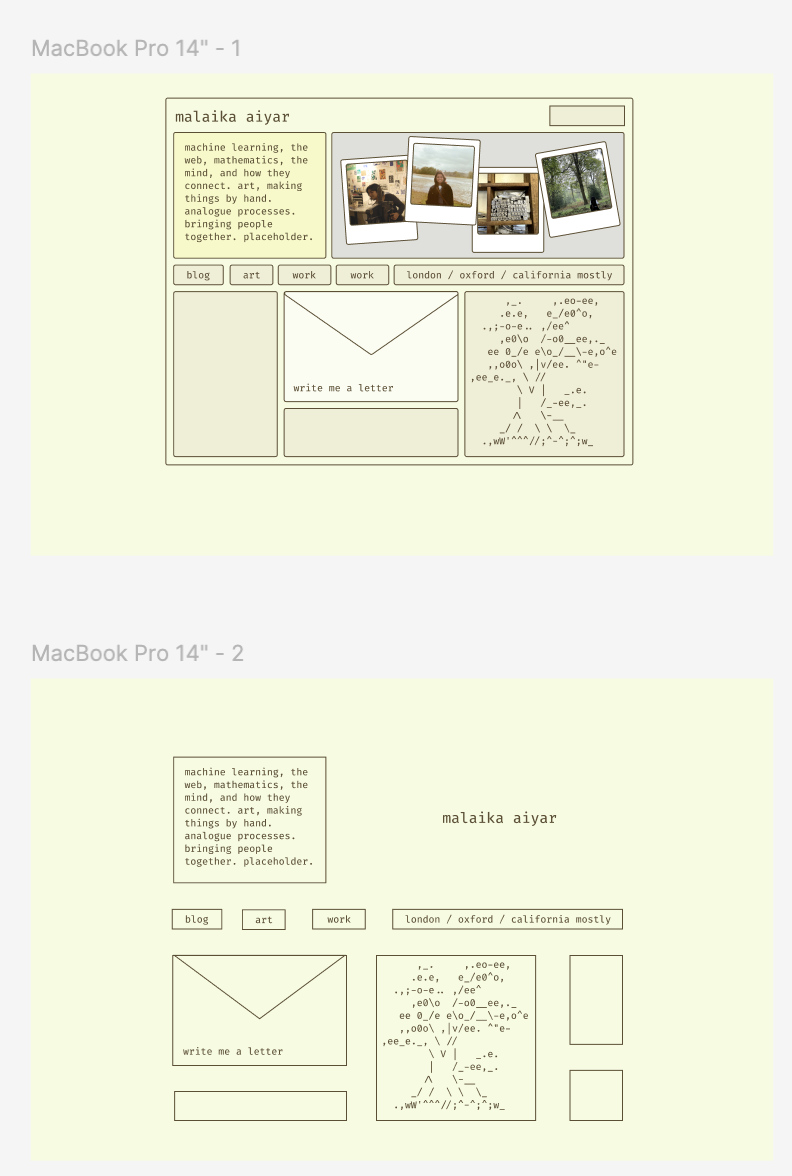 MacBook Pro 14" - 1
malaika aiyar
machine learning, the
web, mathematics, the
mind, and how they
connect. art, making
things by hand.
analogue processes.
bringing people
together. placeholder.
blog art work work london / oxford / california mostly
write me a letter
      ,_.     ,.eo-ee,
     .e.e,   e_/e0^o,
  .,;-o-e.. ,/ee^
     ,e0\o  /-o0__ee,._
   ee 0_/e e\o_/__\-e,o^e
   ,,o0o\ ,|v/ee. ^"e-
,ee_e._, \ //
        \ V |   _.e.
        |   /_-ee,_.
       /\   \-__
     _/ /  \ \  \_
  .,wW'^^^//;^-^;^;w_
MacBook Pro 14" - 2
machine learning, the
web, mathematics, the
mind, and how they
connect. art, making
things by hand.
analogue processes.
bringing people
together. placeholder.
malaika aiyar
blog art work london / oxford / california mostly
write me a letter
      ,_.     ,.eo-ee,
     .e.e,   e_/e0^o,
  .,;-o-e.. ,/ee^
     ,e0\o  /-o0__ee,._
   ee 0_/e e\o_/__\-e,o^e
   ,,o0o\ ,|v/ee. ^"e-
,ee_e._, \ //
        \ V |   _.e.
        |   /_-ee,_.
       /\   \-__
     _/ /  \ \  \_
  .,wW'^^^//;^-^;^;w_